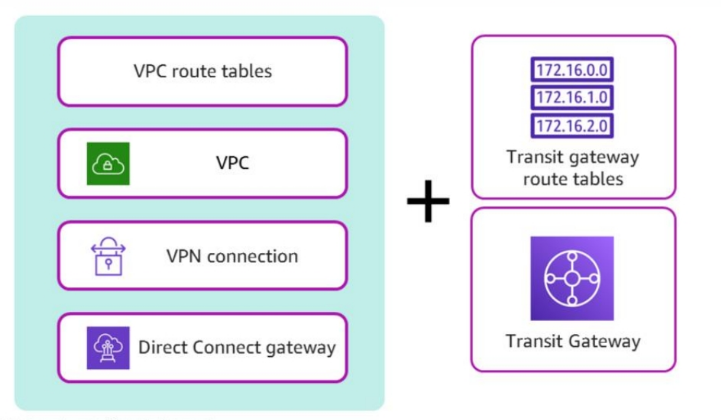 VPC route tables
VPC
VPN connection
Direct Connect gateway
172.16.0.0
172.16.1.0
172.16.2.0
Transit gateway
route tables
Transit Gateway